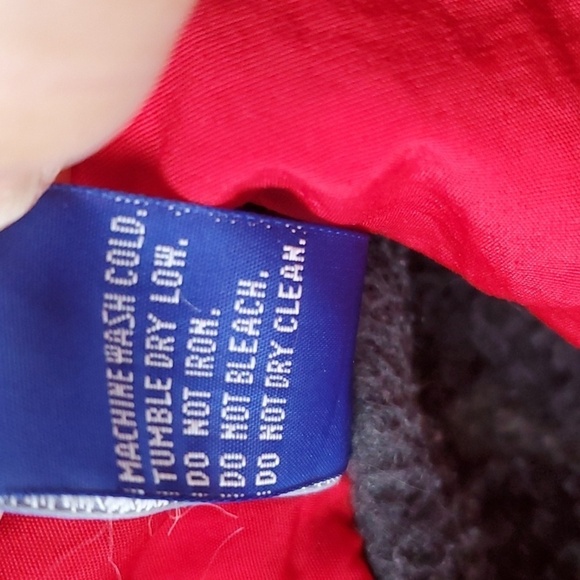 MACHINE WASH COLD.
TUMBLE DRY LOW.
DO NOT IRON.
DO NOT BLEACH.
DO NOT DRY CLEAN.